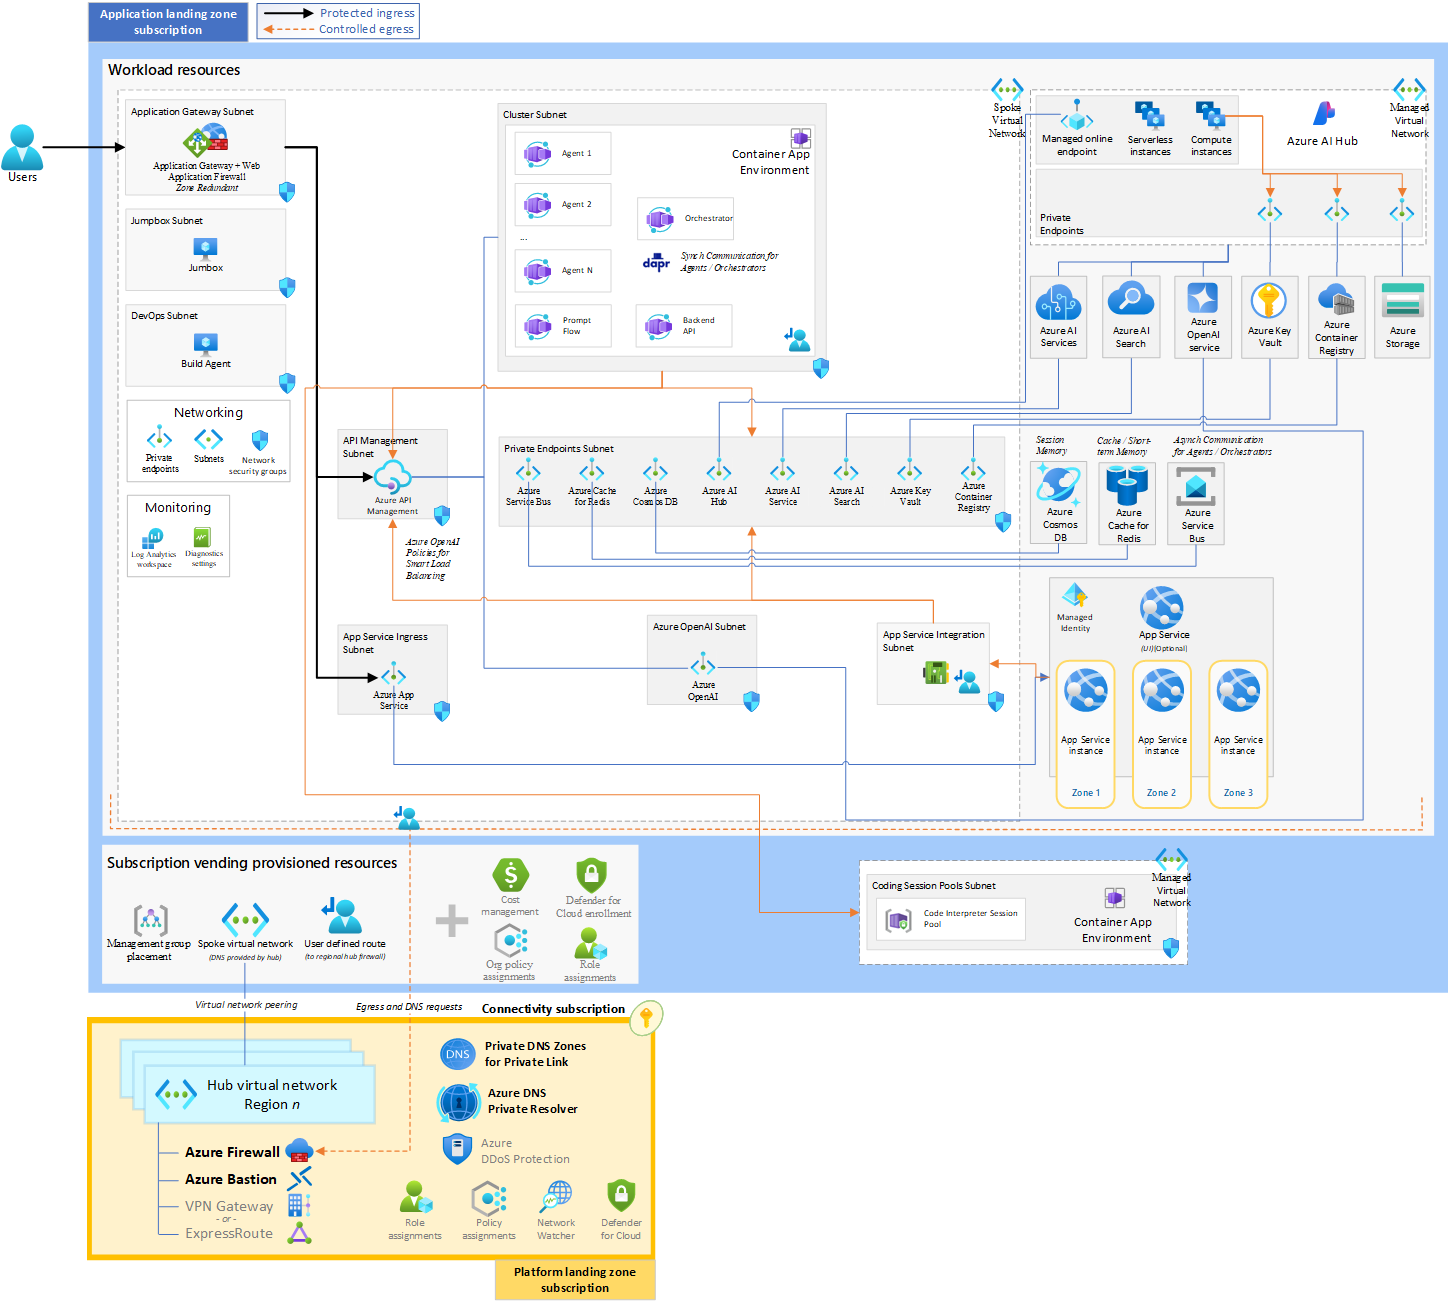 Application landing zone
subscription
Protected ingress
Controlled egress
Workload resources
Users
Application Gateway Subnet
Application Gateway + Web
Application Firewall
Zone Redundant
Jumpbox Subnet
Jumbox
DevOps Subnet
Build Agent
Networking
Private
endpoints
Subnets
Network
security groups
Monitoring
Log Analytics
workspace
Diagnostics
settings
Cluster Subnet
Agent 1
Agent 2
...
Agent N
Prompt
Flow
Container App
Environment
Orchestrator
dapr
Synch Communication for
Agents / Orchestrators
Backend
API
Spoke
Virtual
Network
Managed online
endpoint
Serverless
instances
Compute
instances
Azure AI Hub
Managed
Virtual
Network
Private
Endpoints
Azure AI
Services
Azure AI
Search
Azure
OpenAI
service
Azure Key
Vault
Azure
Container
Registry
Azure
Storage
API Management
Subnet
Azure API
Management
Azure OpenAI
Policies for
Smart Load
Balancing
Private Endpoints Subnet
Azure
Service Bus
Azure Cache
for Redis
Azure
Cosmos DB
Azure AI
Hub
Azure AI
Service
Azure AI
Search
Azure Key
Vault
Azure
Container
Registry
Session
Memory
Azure
Cosmos
DB
Cache / Short-
term Memory
Azure
Cache for
Redis
Asynch Communication
for Agents / Orchestrators
Azure
Service
Bus
App Service Ingress
Subnet
Azure App
Service
Azure OpenAI Subnet
Azure
OpenAI
App Service Integration
Subnet
Managed
Identity
App Service
(UI)(Optional)
App Service
instance
Zone 1
App Service
instance
Zone 2
App Service
instance
Zone 3
Subscription vending provisioned resources
Management group
placement
Spoke virtual network
(DNS provided by hub)
User defined route
(to regional hub firewall)
Cost
management
Defender for
Cloud enrollment
Org policy
assignments
Role
assignments
Coding Session Pools Subnet
Code Interpreter Session
Pool
Container App
Environment
Managed
Virtual
Network
Virtual network peering
Egress and DNS requests
Connectivity subscription
Hub virtual network
Region n
Azure Firewall
Azure Bastion
VPN Gateway
- or -
ExpressRoute
DNS
Private DNS Zones
for Private Link
Azure DNS
Private Resolver
Azure
DDoS Protection
Role
assignments
Policy
assignments
Network
Watcher
Defender
for Cloud
Platform landing zone
subscription